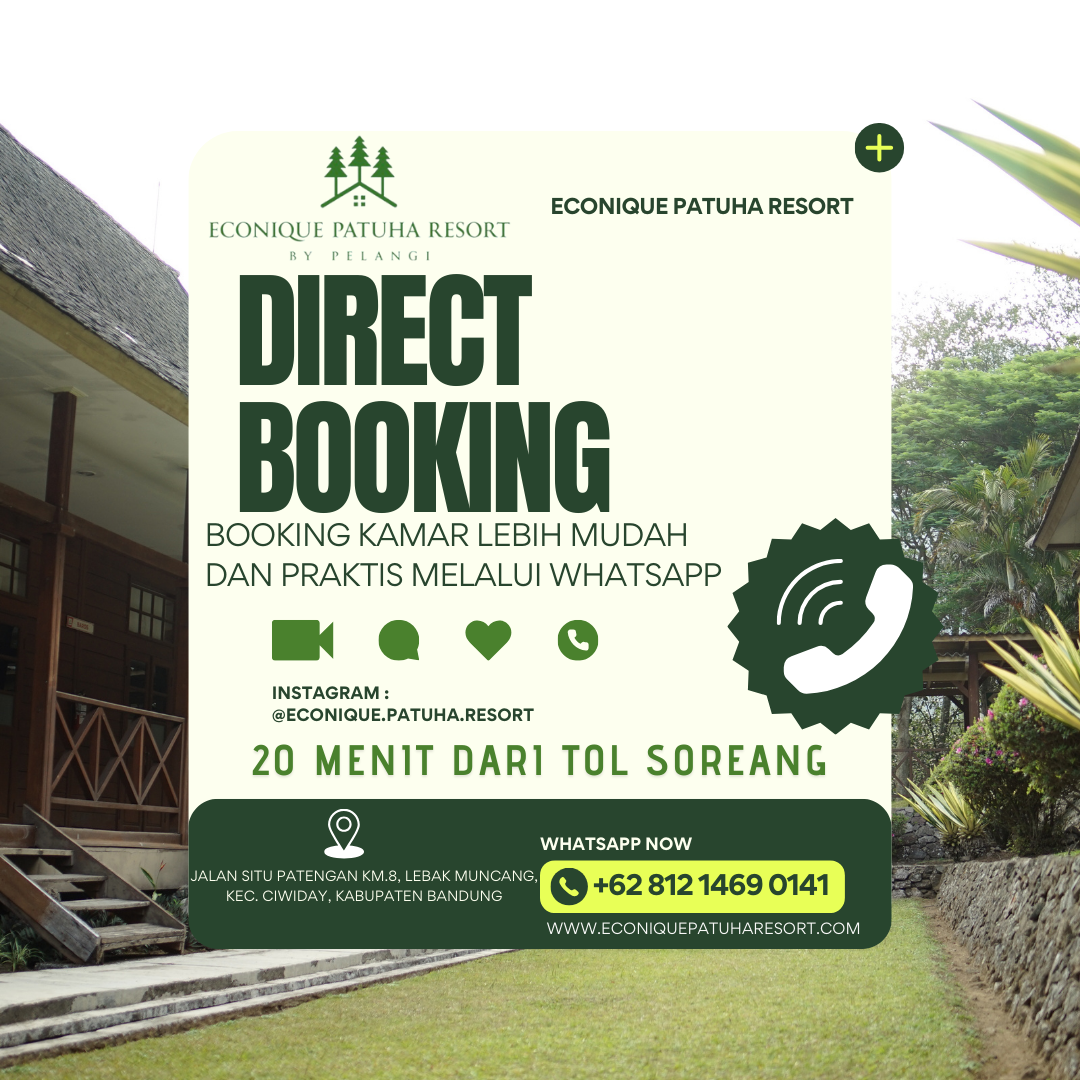 ECONIQUE PATUHA RESORT
BY PELANGI
ECONIQUE PATUHA RESORT
DIRECT
BOOKING
BOOKING KAMAR LEBIH MUDAH
DAN PRAKTIS MELALUI WHATSAPP
INSTAGRAM :
@ECONIQUE.PATUHA.RESORT
20 MENIT DARI TOL SOREANG
JALAN SITU PATENGAN KM.8, LEBAK MUNCANG,
KEC. CIWIDAY, KABUPATEN BANDUNG
WHATSAPP NOW
+62 812 1469 0141
WWW.ECONIQUEPATUHARESORT.COM